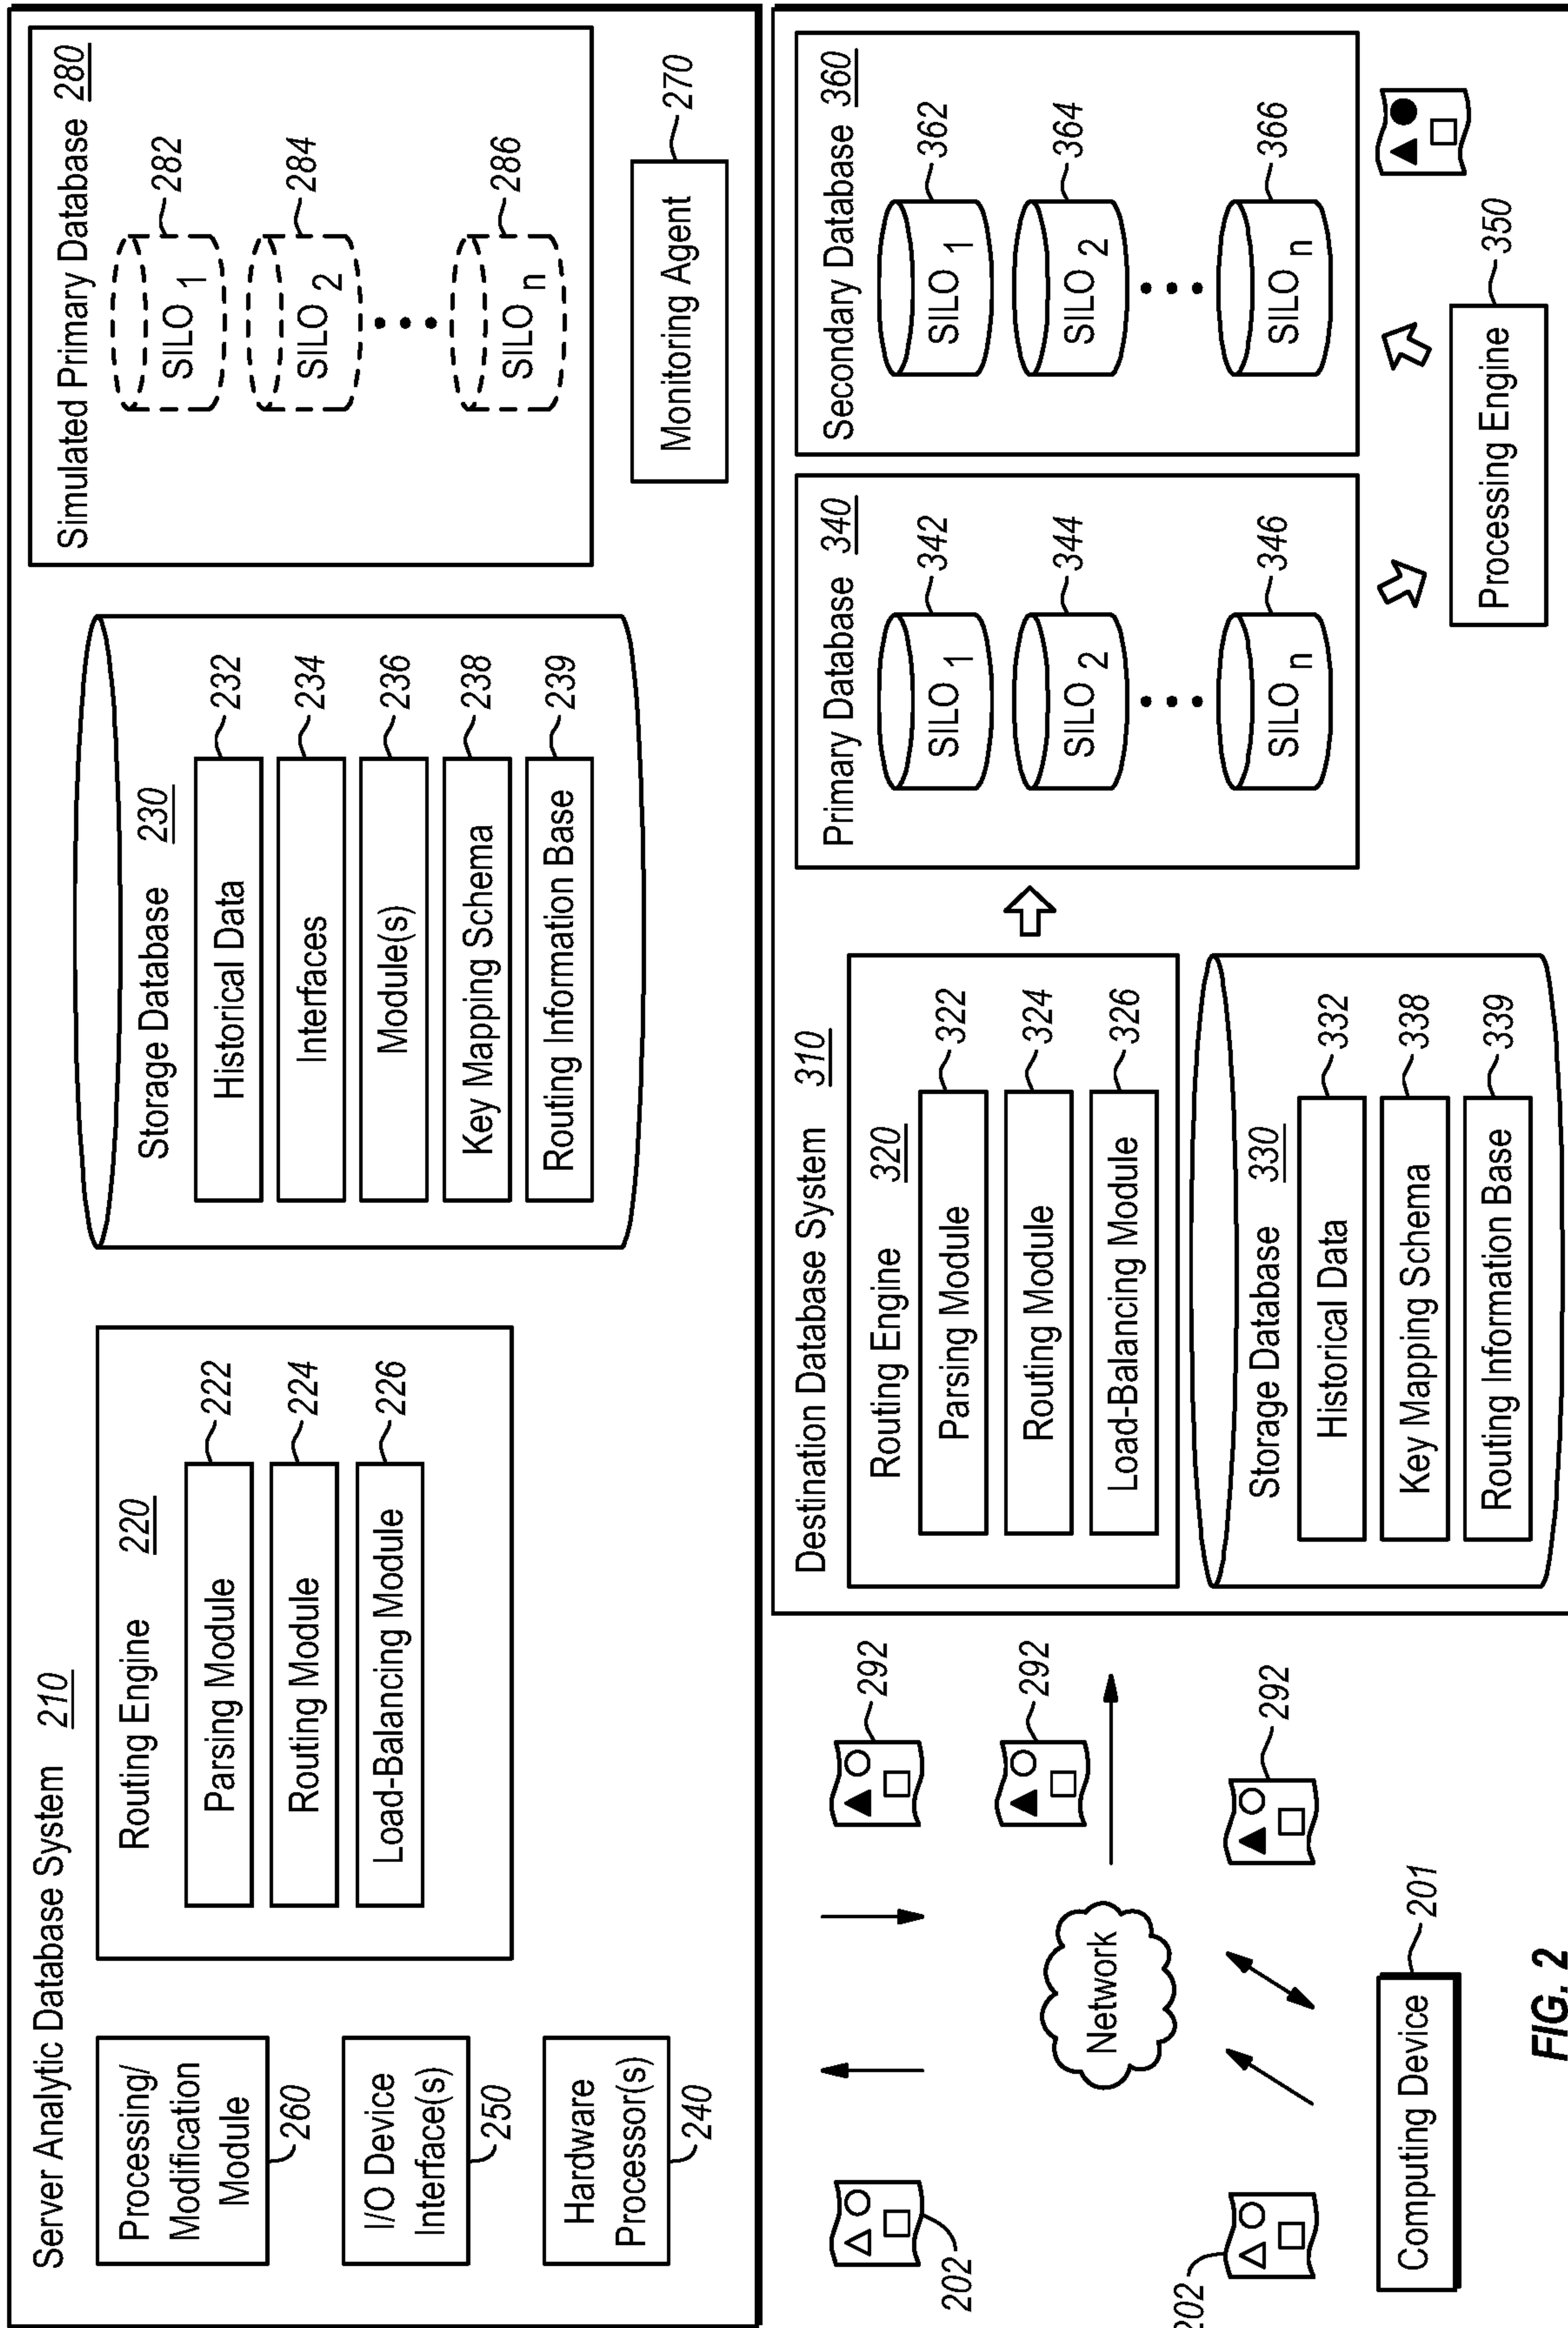 Server Analytic Database System 210
Processing/
Modification
Module
260
I/O Device
Interface(s)
250
Hardware
Processor(s)
240
Routing Engine 220
Parsing Module 222
Routing Module 224
Load-Balancing Module 226
Storage Database 230
Historical Data 232
Interfaces 234
Module(s) 236
Key Mapping Schema 238
Routing Information Base 239
Simulated Primary Database 280
SILO 1 282
SILO 2 284
SILO n 286
Monitoring Agent 270
202
202
Network
Computing Device 201
292
292
292
Destination Database System 310
Routing Engine 320
Parsing Module 322
Routing Module 324
Load-Balancing Module 326
Storage Database 330
Historical Data 332
Key Mapping Schema 338
Routing Information Base 339
Primary Database 340
SILO 1 342
SILO 2 344
SILO n 346
Secondary Database 360
SILO 1 362
SILO 2 364
SILO n 366
Processing Engine 350
FIG. 2